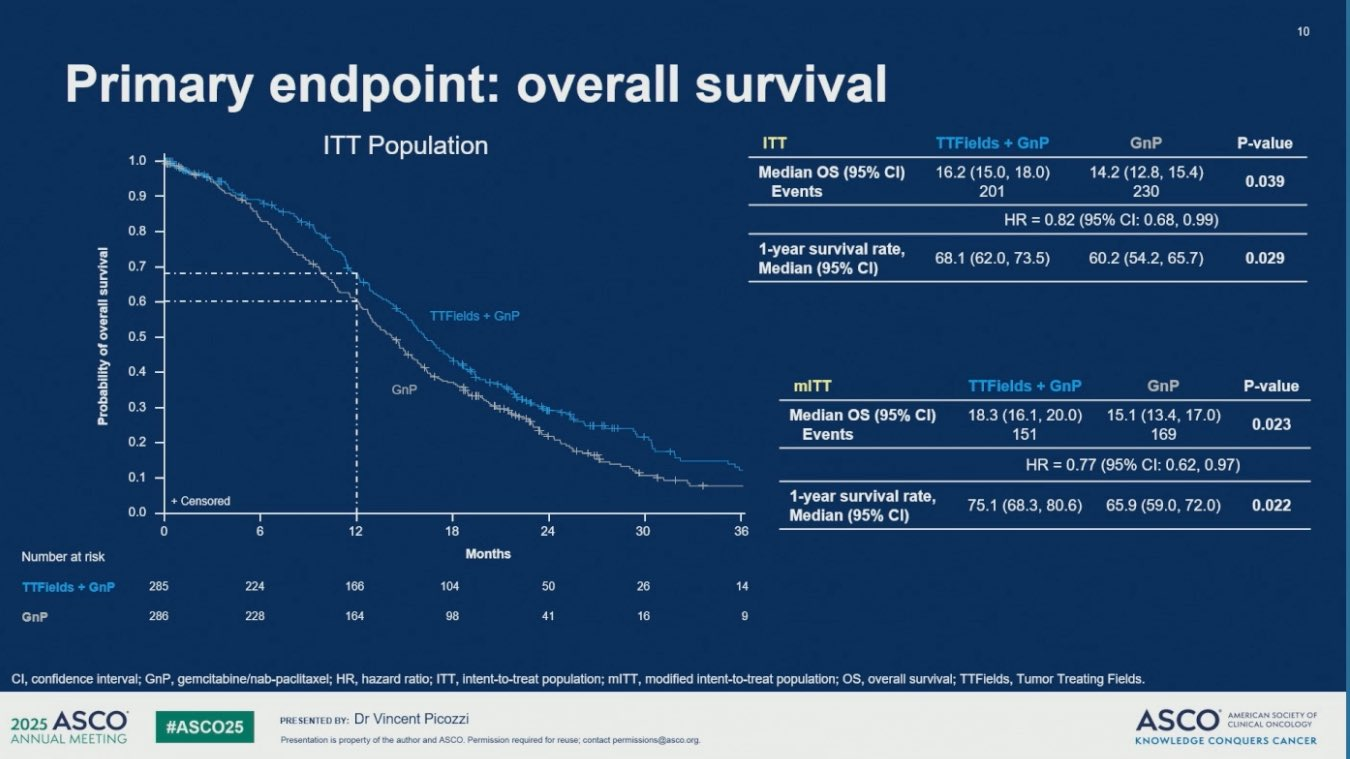 10
Primary endpoint: overall survival
ITT Population
Probability of overall survival
1.0
0.9
0.8
0.7
0.6
0.5
0.4
0.3
0.2
0.1
0.0
TTFields + GnP
GnP
+ Censored
0 6 12 18 24 30 36
Months
Number at risk
TTFields + GnP 285 224 166 104 50 26 14
GnP 286 228 164 98 41 16 9
ITT TTFields + GnP GnP P-value
Median OS (95% CI) 16.2 (15.0, 18.0) 14.2 (12.8, 15.4) 0.039
Events 201 230
HR = 0.82 (95% CI: 0.68, 0.99)
1-year survival rate,
Median (95% CI) 68.1 (62.0, 73.5) 60.2 (54.2, 65.7) 0.029
mITT TTFields + GnP GnP P-value
Median OS (95% CI) 18.3 (16.1, 20.0) 15.1 (13.4, 17.0) 0.023
Events 151 169
HR = 0.77 (95% CI: 0.62, 0.97)
1-year survival rate,
Median (95% CI) 75.1 (68.3, 80.6) 65.9 (59.0, 72.0) 0.022
CI, confidence interval; GnP, gemcitabine/nab-paclitaxel; HR, hazard ratio; ITT, intent-to-treat population; mITT, modified intent-to-treat population; OS, overall survival; TTFields, Tumor Treating Fields.
2025 ASCO
ANNUAL MEETING
#ASCO25
PRESENTED BY: Dr Vincent Picozzi
Presentation is property of the author and ASCO. Permission required for reuse; contact permissions@asco.org.
ASCO AMERICAN SOCIETY OF
CLINICAL ONCOLOGY
KNOWLEDGE CONQUERS CANCER